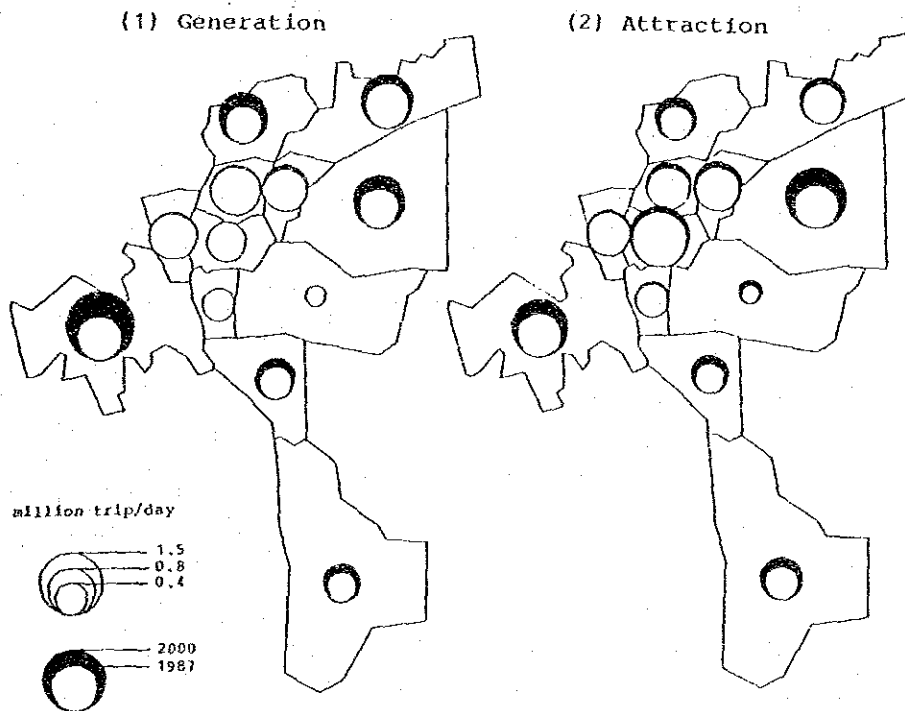 (1) Generation
(2) Attraction
million trip/day
1.5
0.8
0.4
2000
1987